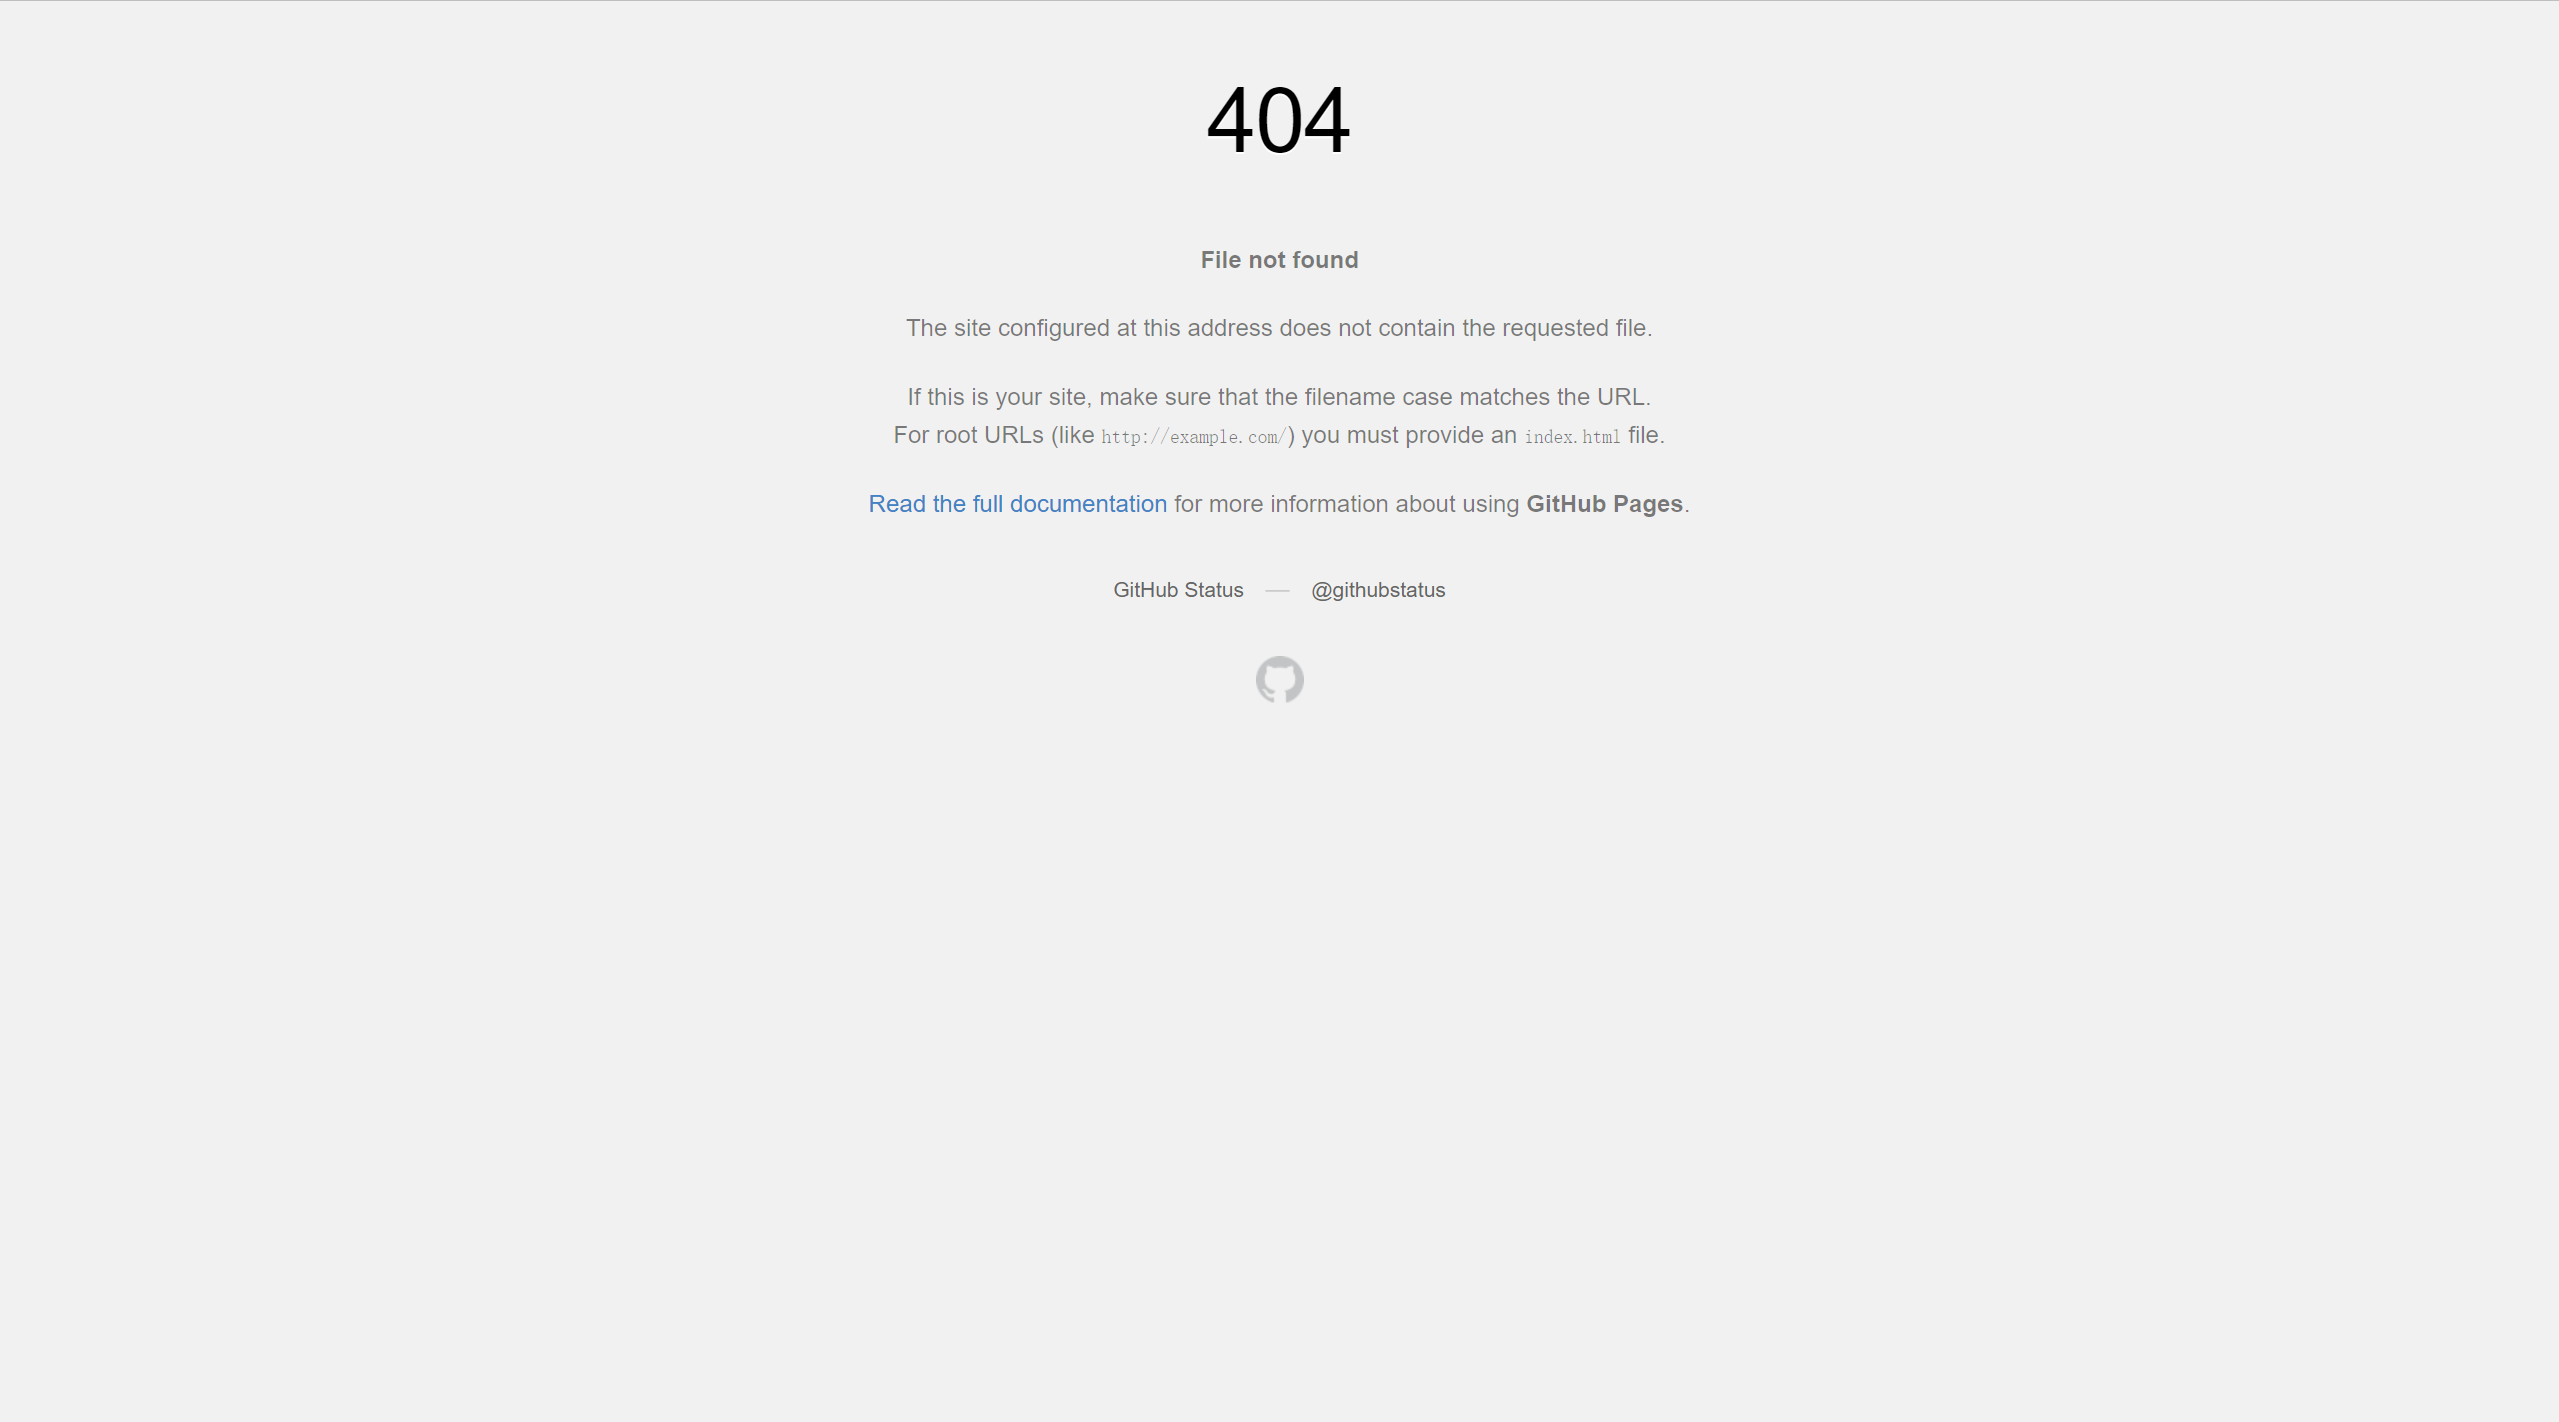 404
File not found
The site configured at this address does not contain the requested file.
If this is your site, make sure that the filename case matches the URL.
For root URLs (like http://example.com/) you must provide an index.html file.
Read the full documentation for more information about using GitHub Pages.
GitHub Status — @githubstatus